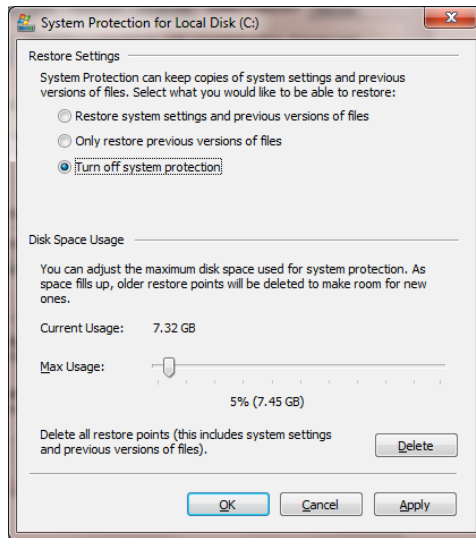 System Protection for Local Disk (C:)
Restore Settings
System Protection can keep copies of system settings and previous
versions of files. Select what you would like to be able to restore:
Restore system settings and previous versions of files
Only restore previous versions of files
Turn off system protection
Disk Space Usage
You can adjust the maximum disk space used for system protection. As
space fills up, older restore points will be deleted to make room for new
ones.
Current Usage: 7.32 GB
Max Usage:
5% (7.45 GB)
Delete all restore points (this includes system settings
and previous versions of files).
Delete
OK Cancel Apply